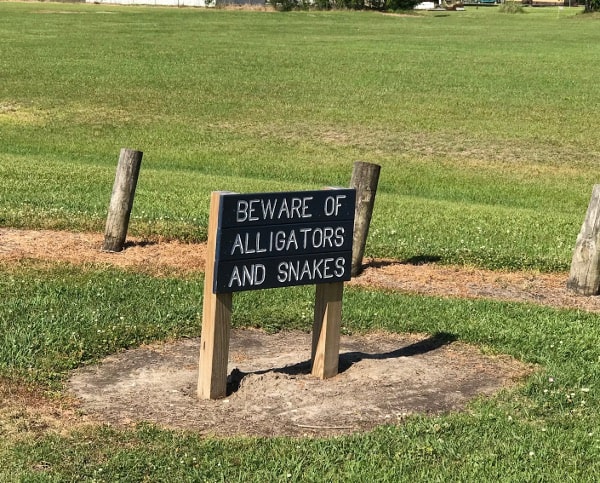 BEWARE OF
ALLIGATORS
AND SNAKES